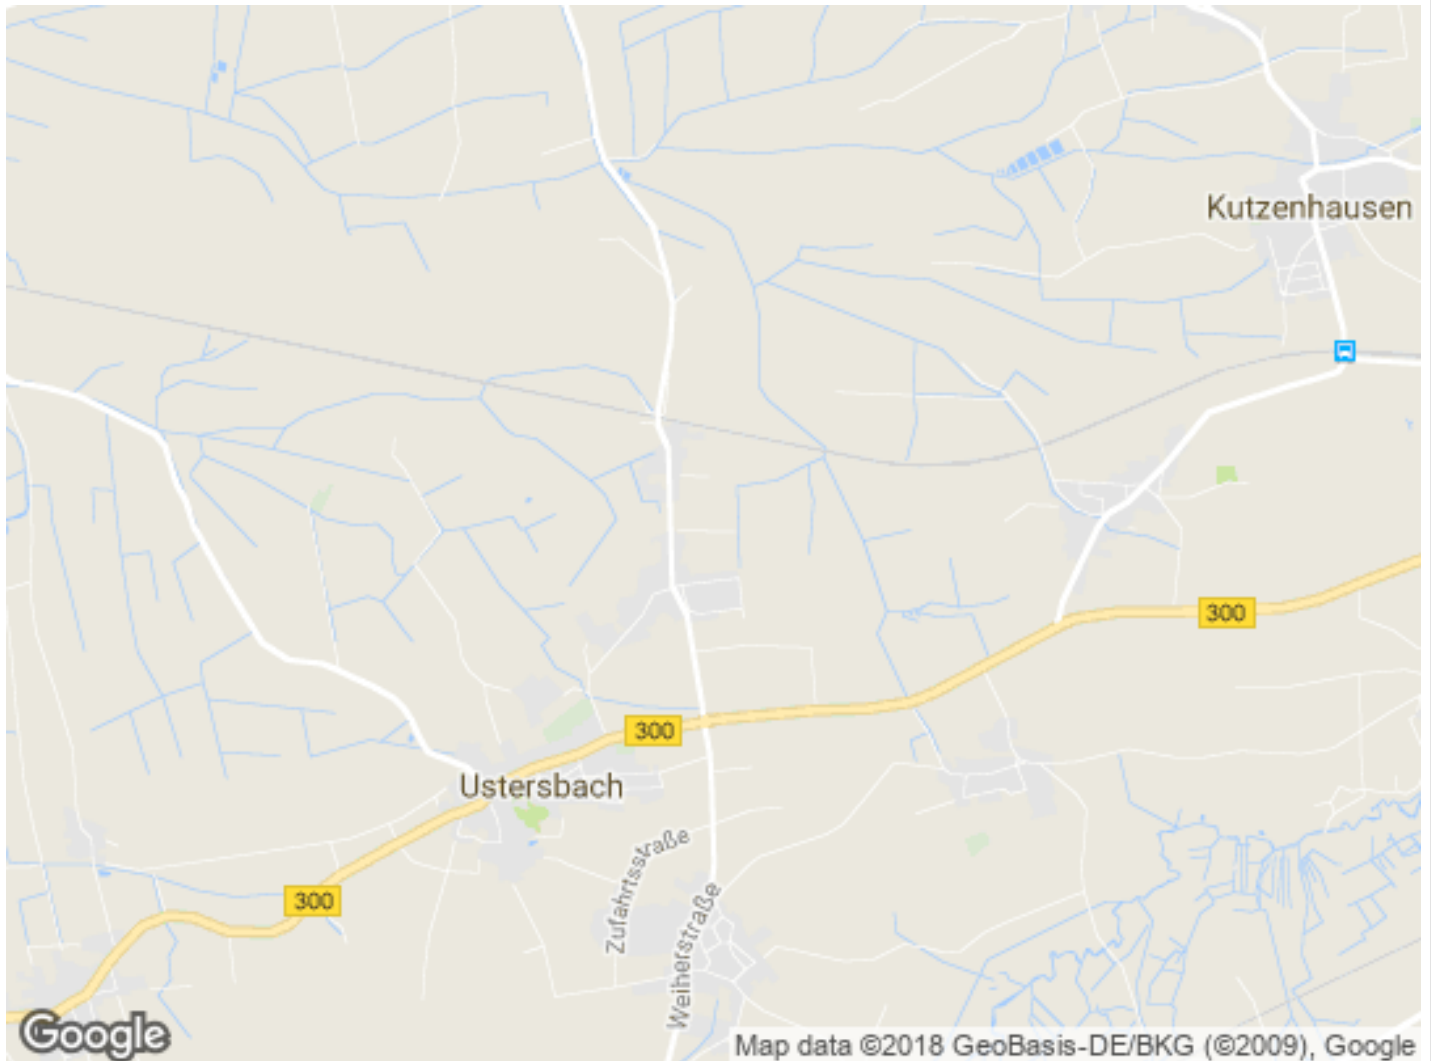 Kutzenhausen
300
300
Ustersbach
Zufahrtsstraße
300
Weiherstraße
Google
Map data ©2018 GeoBasis-DE/BKG (©2009), Google